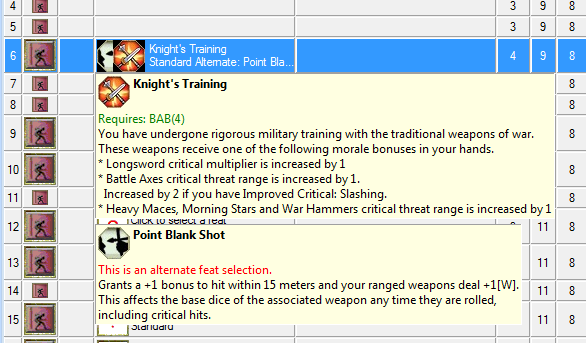 4 3 9 8
5 3 9 8
6 Knight's Training 4 9 8
Standard Alternate: Point Bla...
Knight's Training
7 8
8 8
Requires: BAB(4)
9 You have undergone rigorous military training with the traditional weapons of war. 8
These weapons receive one of the following morale bonuses in your hands.
10 * Longsword critical multiplier is increased by 1 8
* Battle Axes critical threat range is increased by 1.
11 Increased by 2 if you have Improved Critical: Slashing. 8
* Heavy Maces, Morning Stars and War Hammers critical threat range is increased by 1
12 Click to select a feat 11 8
Point Blank Shot
13 This is an alternate feat selection. 11 8
14 Grants a +1 bonus to hit within 15 meters and your ranged weapons deal +1[W]. 11 8
This affects the base dice of the associated weapon any time they are rolled,
15 including critical hits. 11 8
Standard